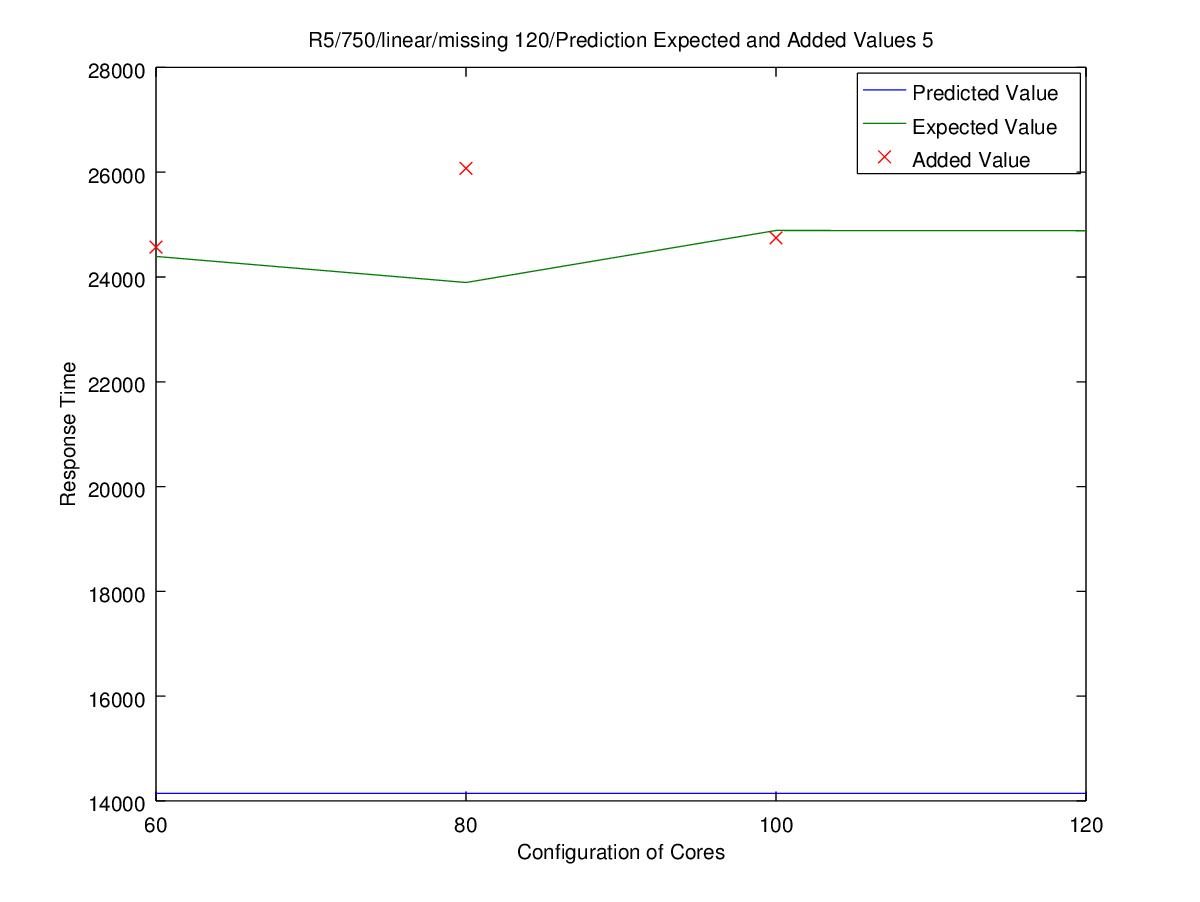 R5/750/linear/missing 120/Prediction Expected and Added Values 5
28000
26000
24000
22000
20000
18000
16000
14000
Response Time
Predicted Value
Expected Value
Added Value
60
80
100
120
Configuration of Cores